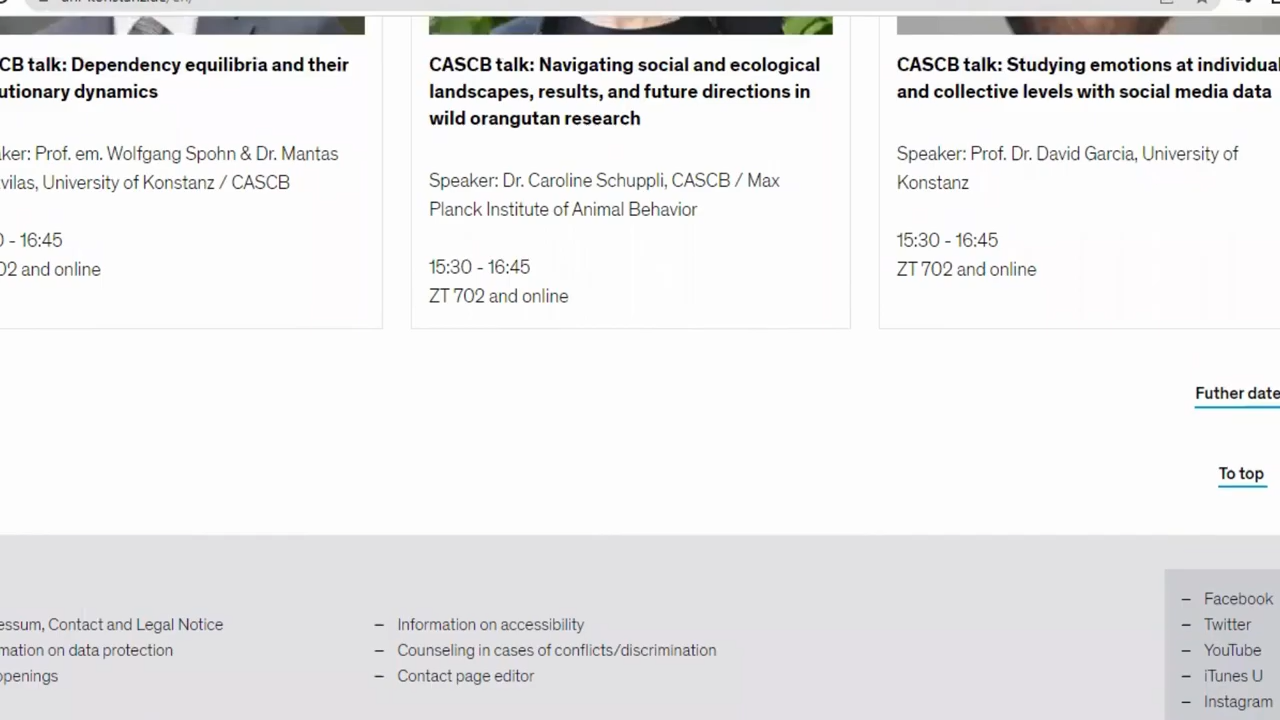 CB talk: Dependency equilibria and their
utionary dynamics
aker: Prof. em. Wolfgang Spohn & Dr. Mantas
vilas, University of Konstanz / CASCB
0 - 16:45
02 and online
CASCB talk: Navigating social and ecological
landscapes, results, and future directions in
wild orangutan research
Speaker: Dr. Caroline Schuppli, CASCB / Max
Planck Institute of Animal Behavior
15:30 - 16:45
ZT 702 and online
CASCB talk: Studying emotions at individual
and collective levels with social media data
Speaker: Prof. Dr. David Garcia, University of
Konstanz
15:30 - 16:45
ZT 702 and online
Futher date
To top
essum, Contact and Legal Notice
mation on data protection
openings
– Information on accessibility
– Counseling in cases of conflicts/discrimination
– Contact page editor
– Facebook
– Twitter
– YouTube
– iTunes U
– Instagram